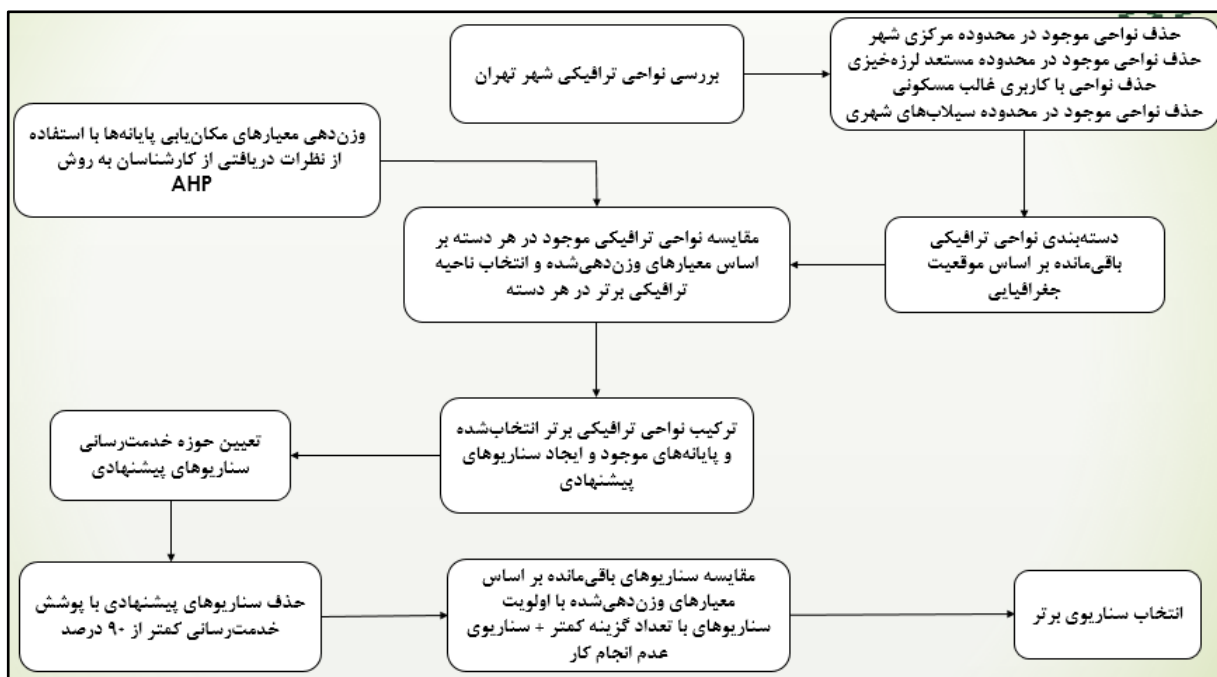 بررسی نواحی ترافیکی شهر تهران
حذف نواحی موجود در محدوده مرکزی شهر
حذف نواحی موجود در محدوده مستعد لرزه‌خیزی
حذف نواحی با کاربری غالب مسکونی
حذف نواحی موجود در محدوده سیلاب‌های شهری
وزن‌دهی معیارهای مکان‌یابی پایانه‌ها با استفاده
از نظرات دریافتی از کارشناسان به روش
AHP
دسته‌بندی نواحی ترافیکی
باقی‌مانده بر اساس موقعیت
جغرافیایی
مقایسه نواحی ترافیکی موجود در هر دسته بر
اساس معیارهای وزن‌دهی‌شده و انتخاب ناحیه
ترافیکی برتر در هر دسته
ترکیب نواحی ترافیکی برتر انتخاب‌شده
و پایانه‌های موجود و ایجاد سناریوهای
پیشنهادی
تعیین حوزه خدمت‌رسانی
سناریوهای پیشنهادی
حذف سناریوهای پیشنهادی با پوشش
خدمت‌رسانی کمتر از ۹۰ درصد
مقایسه سناریوهای باقی‌مانده بر اساس
معیارهای وزن‌دهی‌شده با اولویت
سناریوهای با تعداد گزینه کمتر + سناریوی
عدم انجام کار
انتخاب سناریوی برتر